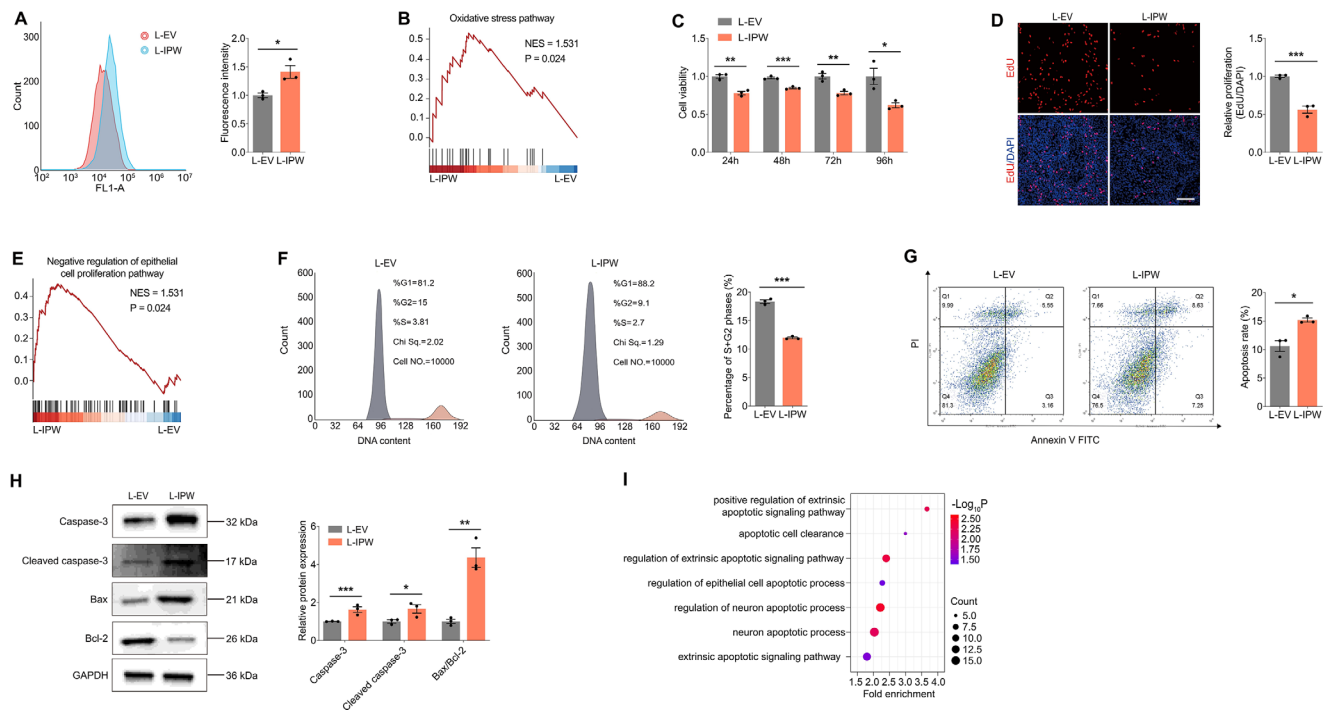 A
L-EV
L-IPW
300
200
100
0
Count
10² 10³ 10⁴ 10⁵ 10⁶ 10⁷
FL1-A
2.0
1.5
1.0
0.5
0.0
Fluorescence intensity
*
L-EV L-IPW
B
Oxidative stress pathway
NES = 1.531
P = 0.024
0.5
0.4
0.3
0.2
0.1
0.0
L-IPW L-EV
C
L-EV
L-IPW
Cell viability
1.5
1.0
0.5
0.0
** *** ** *
24h 48h 72h 96h
D
L-EV L-IPW
EdU
EdU/DAPI
Relative proliferation
(EdU/DAPI)
1.5
1.0
0.5
0.0
***
L-EV L-IPW
E
Negative regulation of epithelial
cell proliferation pathway
NES = 1.531
P = 0.024
0.4
0.3
0.2
0.1
0.0
L-IPW L-EV
F
L-EV
600
500
400
300
200
100
0
Count
%G1=81.2
%G2=15
%S=3.81
Chi Sq.=2.02
Cell NO.=10000
0 32 64 96 128 160 192
DNA content
L-IPW
600
500
400
300
200
100
0
Count
%G1=88.2
%G2=9.1
%S=2.7
Chi Sq.=1.29
Cell NO.=10000
0 32 64 96 128 160 192
DNA content
Percentage of S+G2 phases (%)
20
15
10
5
0
***
L-EV L-IPW
G
L-EV L-IPW
PI
Q1
9.99
Q2
5.55
Q4
81.3
Q3
3.16
Q1
7.66
Q2
8.63
Q4
76.5
Q3
7.25
Annexin V FITC
Apoptosis rate (%)
20
15
10
5
0
*
L-EV L-IPW
H
L-EV L-IPW
Caspase-3 32 kDa
Cleaved caspase-3 17 kDa
Bax 21 kDa
Bcl-2 26 kDa
GAPDH 36 kDa
L-EV
L-IPW
Relative protein expression
6
4
2
0
*** * **
Caspase-3
Cleaved caspase-3
Bax/Bcl-2
I
positive regulation of extrinsic
apoptotic signaling pathway
apoptotic cell clearance
regulation of extrinsic apoptotic signaling pathway
regulation of epithelial cell apoptotic process
regulation of neuron apoptotic process
neuron apoptotic process
extrinsic apoptotic signaling pathway
1.5 2.0 2.5 3.0 3.5 4.0
Fold enrichment
-Log₁₀P
2.50
2.25
2.00
1.75
1.50
Count
5.0
7.5
10.0
12.5
15.0